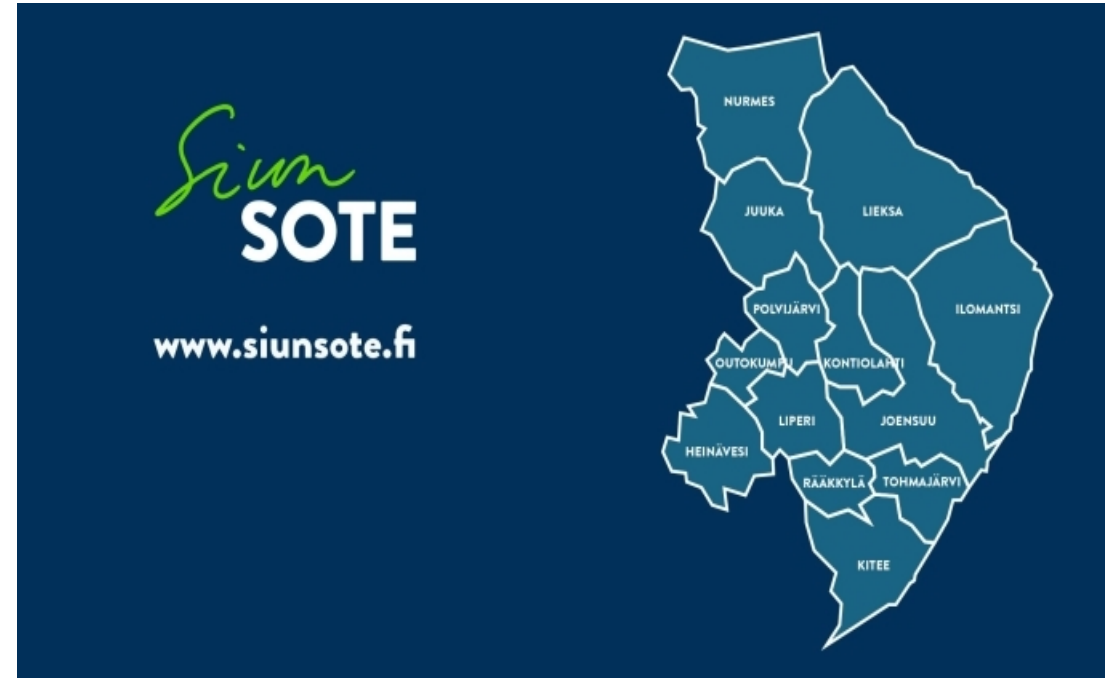 Siun
SOTE
www.siunsote.fi
NURMES
JUUKA
LIEKSA
POLVIJÄRVI
ILOMANTSI
OUTOKUMPU
KONTIOLAHTI
LIPERI
JOENSUU
HEINÄVESI
RÄÄKKYLÄ
TOHMAJÄRVI
KITEE